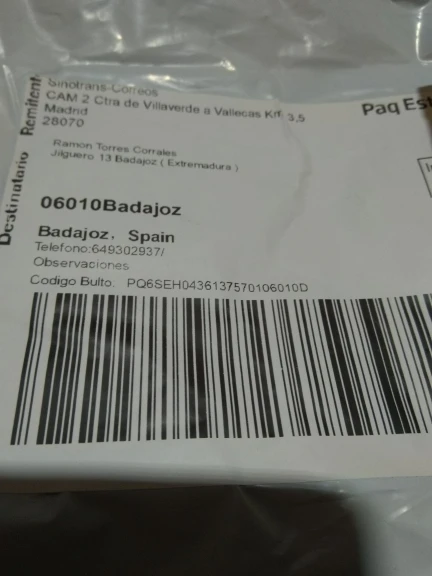 Remitent
Sinotrans-Correos
CAM 2 Ctra de Villaverde a Vallecas Km 3,5
Madrid
28070
Paq Est
Destinatario
Ramon Torres Corrales
Jilguero 13 Badajoz ( Extremadura )
06010Badajoz
Badajoz, Spain
Telefono:649302937/
Observaciones
Codigo Bulto: PQ6SEH0436137570106010D